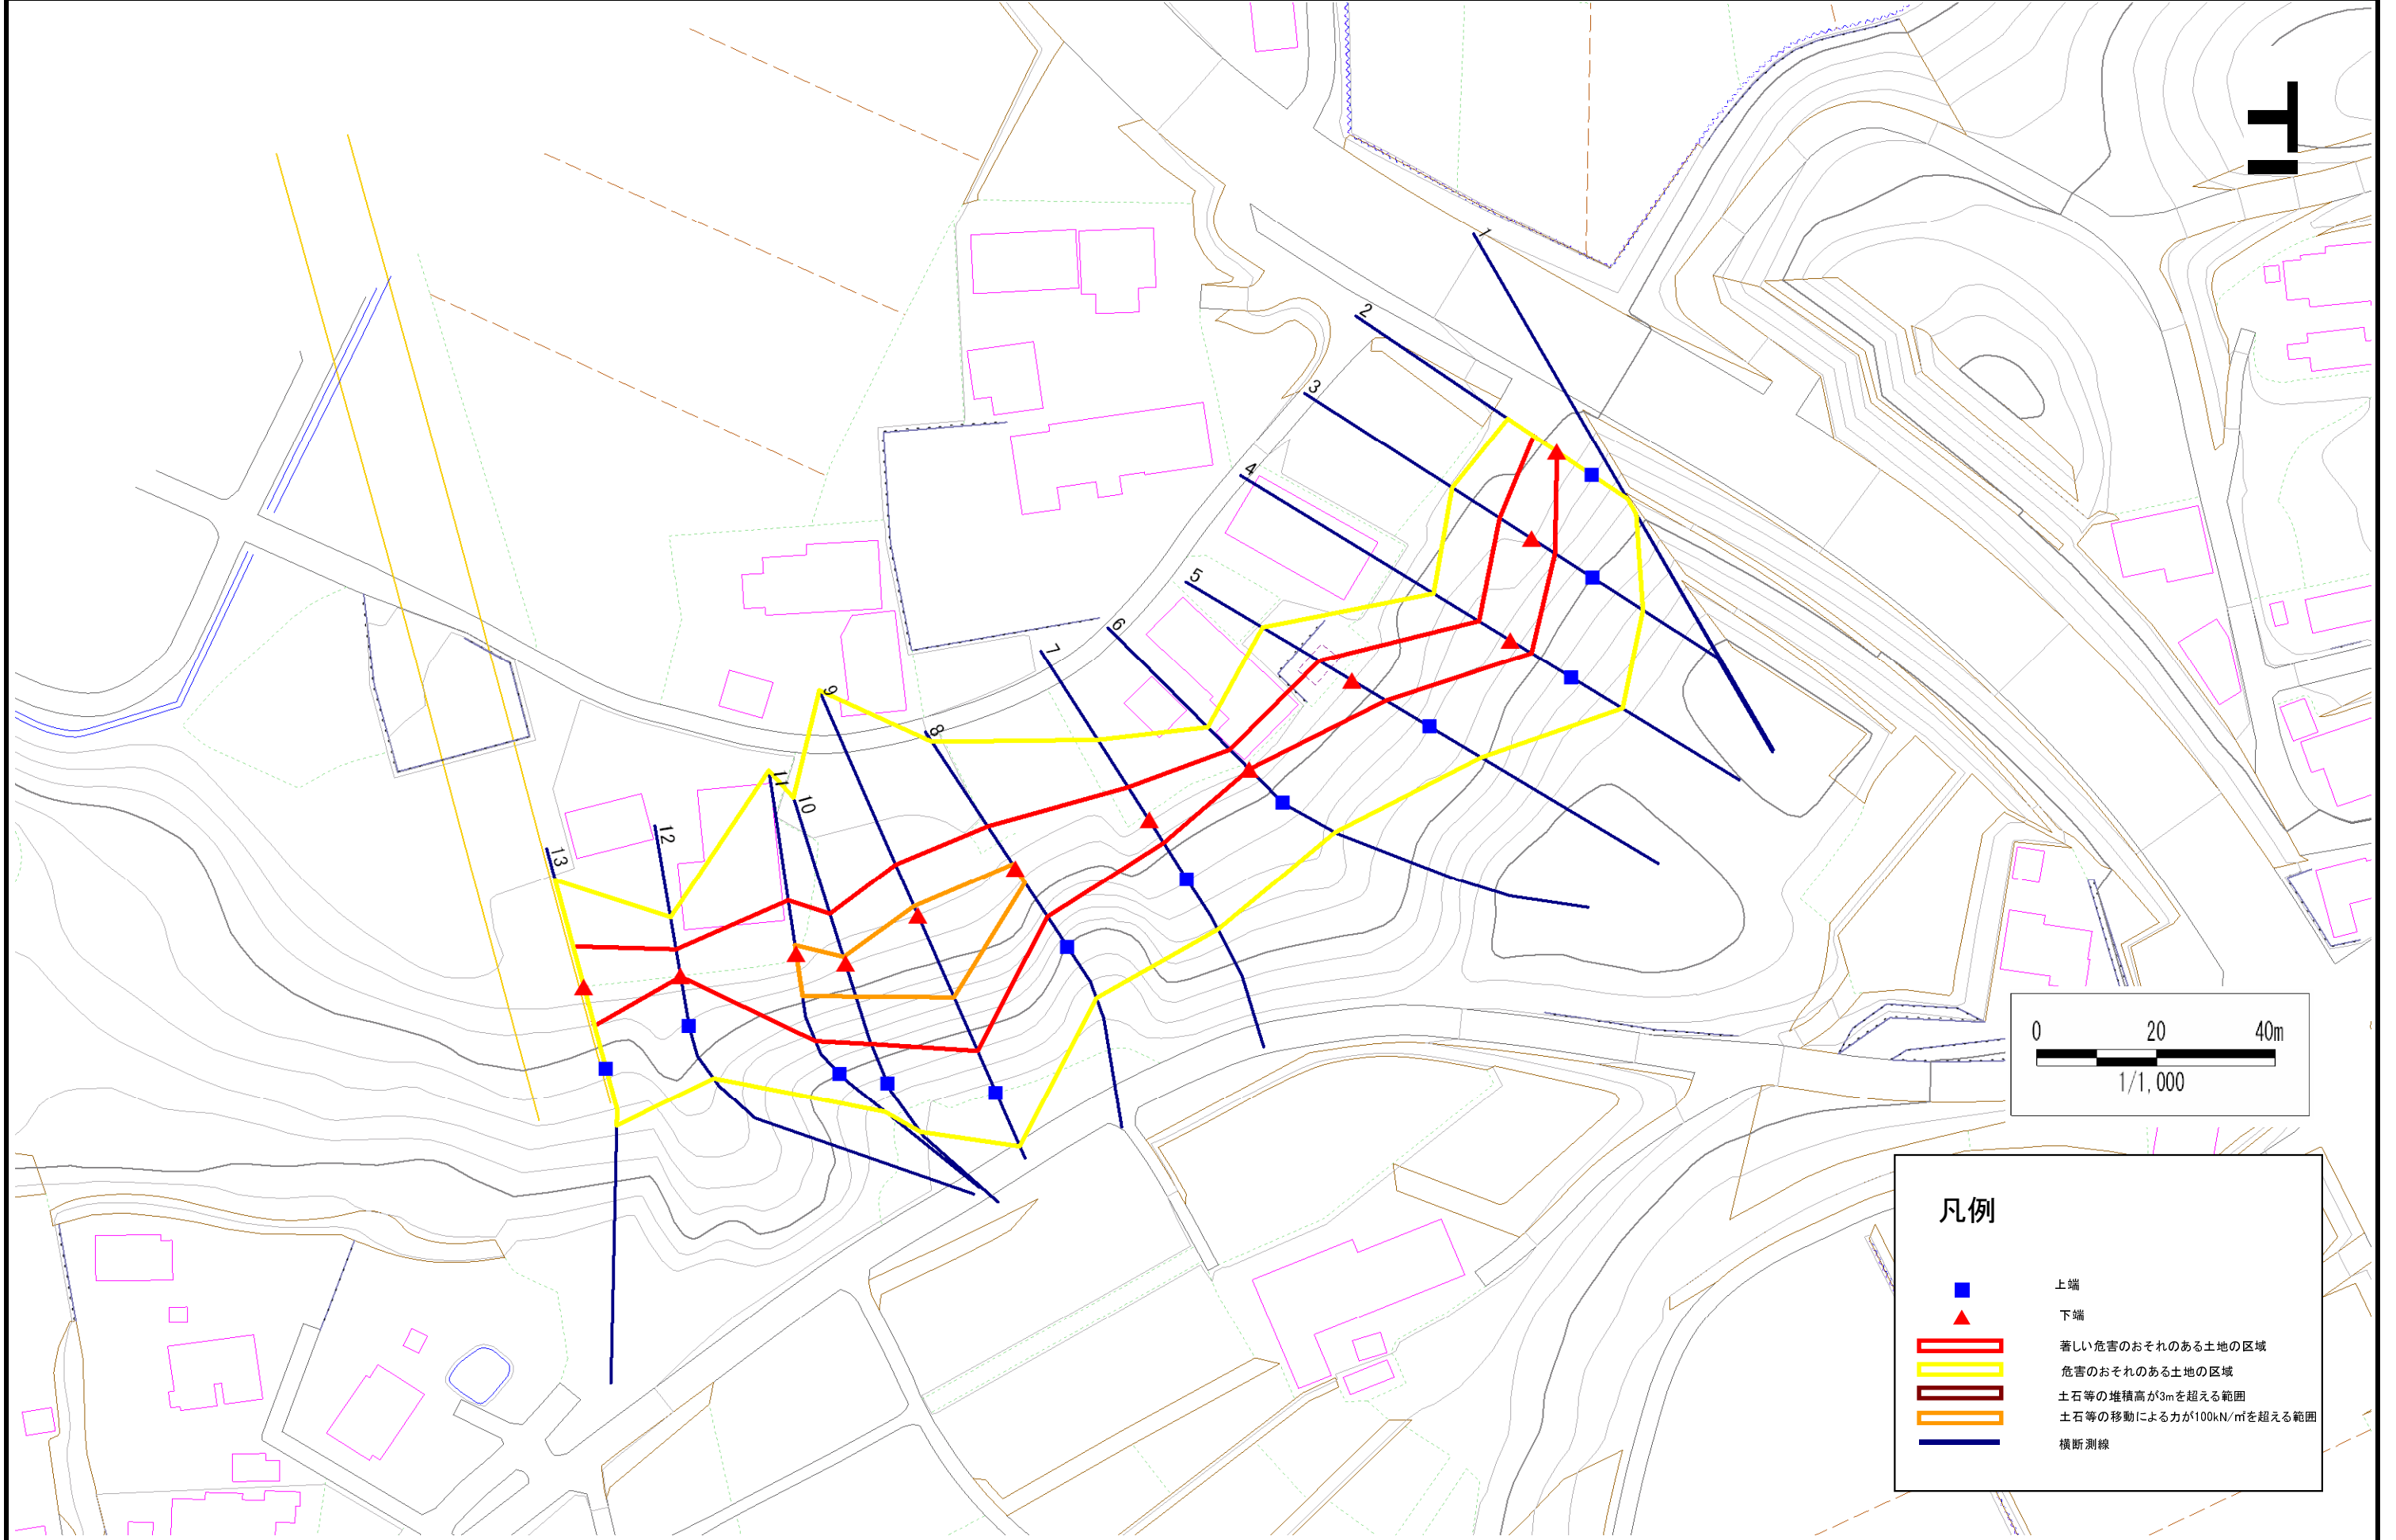 1
2
3
4
5
6
7
8
9
10
11
12
13
0 20 40m
1/1,000
凡例
上端
下端
著しい危害のおそれのある土地の区域
危害のおそれのある土地の区域
土石等の堆積高が3mを超える範囲
土石等の移動による力が100kN/㎡を超える範囲
横断測線